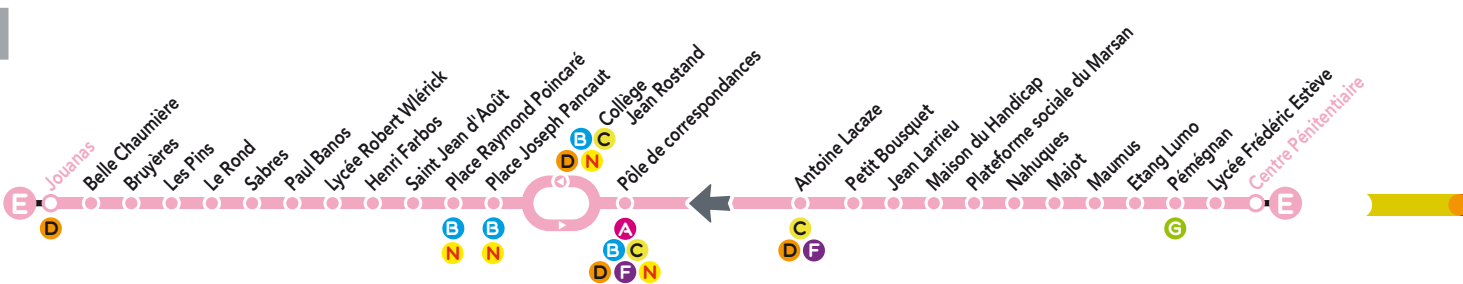 E
Jouanas
D
Belle Chaumière
Bruyères
Les Pins
Le Rond
Sabres
Paul Banos
Lycée Robert Wlérick
Henri Farbos
Saint Jean d'Août
Place Raymond Poincaré
B
N
Place Joseph Pancaut
B
N
Collège
Jean Rostand
B C
D N
Pôle de correspondances
A
B C
D F N
Antoine Lacaze
C
D F
Petit Bousquet
Jean Larrieu
Maison du Handicap
Plateforme sociale du Marsan
Nahuques
Majot
Maumus
Etang Lumo
Pémégnan
G
Lycée Frédéric Estève
Centre Pénitentiaire
E